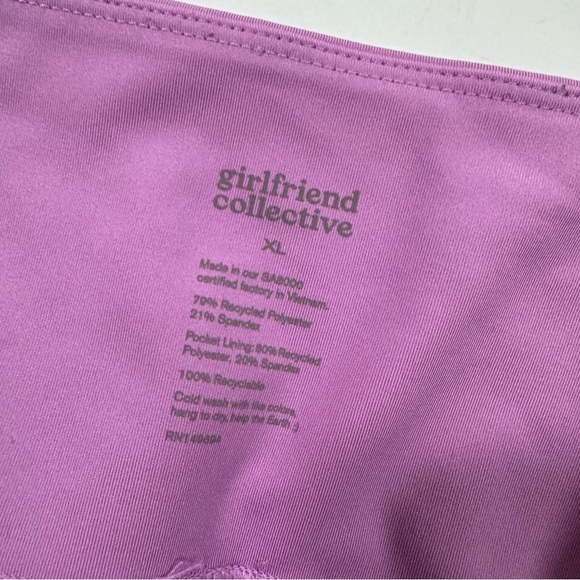 girlfriend
collective
XL
Made in our SA8000
certified factory in Vietnam.
79% Recycled Polyester
21% Spandex
Pocket Lining: 80% Recycled
Polyester, 20% Spandex
100% Recyclable
Cold wash with like colors,
hang to dry, help the Earth :)
RN149694